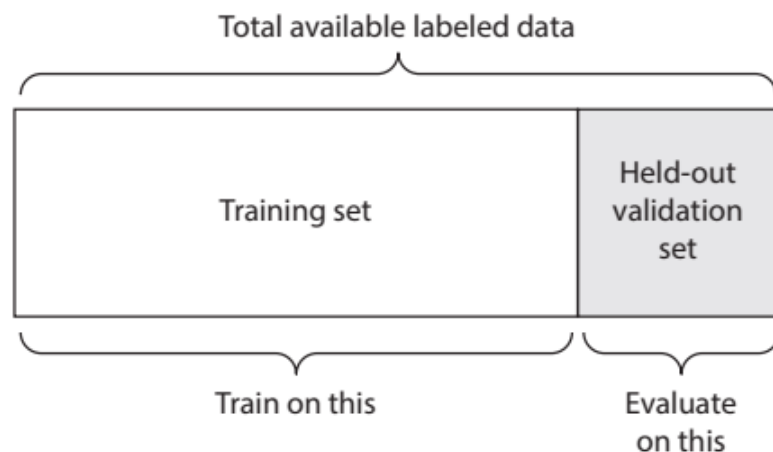 Total available labeled data
Training set
Held-out
validation
set
Train on this
Evaluate
on this